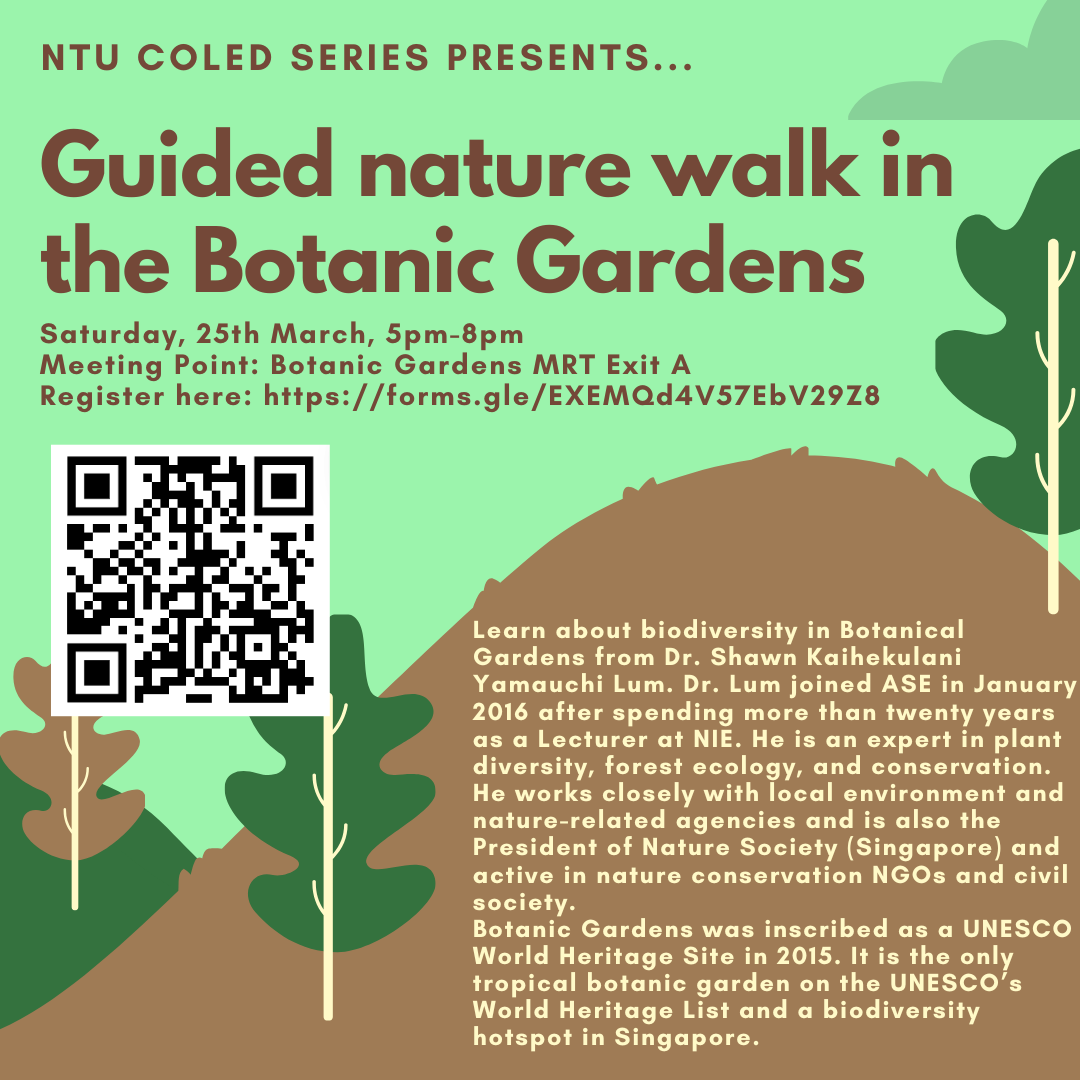 NTU COLED SERIES PRESENTS...
Guided nature walk in
the Botanic Gardens
Saturday, 25th March, 5pm-8pm
Meeting Point: Botanic Gardens MRT Exit A
Register here: https://forms.gle/EXEMQd4V57EbV29Z8
Learn about biodiversity in Botanical
Gardens from Dr. Shawn Kaihekulani
Yamauchi Lum. Dr. Lum joined ASE in January
2016 after spending more than twenty years
as a Lecturer at NIE. He is an expert in plant
diversity, forest ecology, and conservation.
He works closely with local environment and
nature-related agencies and is also the
President of Nature Society (Singapore) and
active in nature conservation NGOs and civil
society.
Botanic Gardens was inscribed as a UNESCO
World Heritage Site in 2015. It is the only
tropical botanic garden on the UNESCO's
World Heritage List and a biodiversity
hotspot in Singapore.